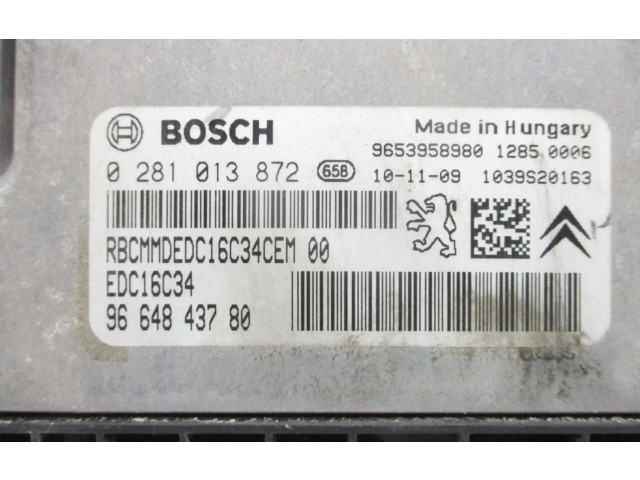 BOSCH
Made in Hungary
9653958980 1285.0006
0 281 013 872 658
10-11-09 1039S20163
RBCMMDEDC16C34CEM 00
EDC16C34
96 648 437 80